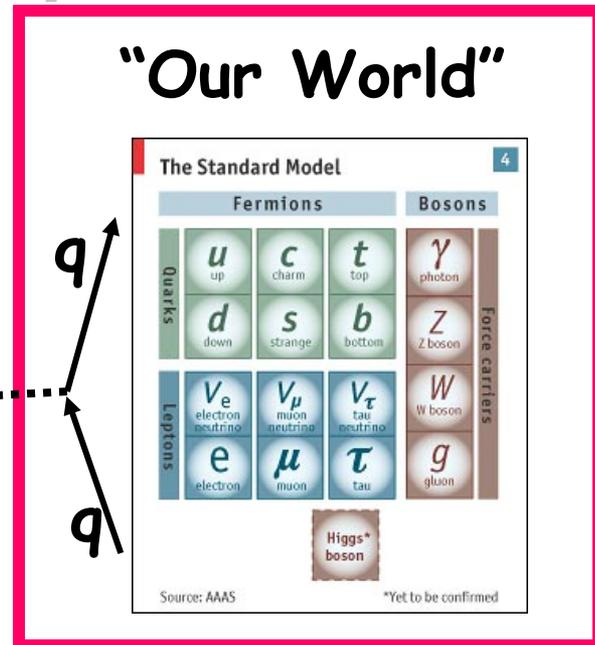 “Our World”
The Standard Model
4
Fermions
Bosons
Quarks
u
up
c
charm
t
top
γ
photon
d
down
s
strange
b
bottom
Z
Z boson
Force carriers
Leptons
Ve
electron
neutrino
Vμ
muon
neutrino
Vτ
tau
neutrino
W
W boson
e
electron
μ
muon
τ
tau
g
gluon
Higgs*
boson
Source: AAAS
*Yet to be confirmed
q
q